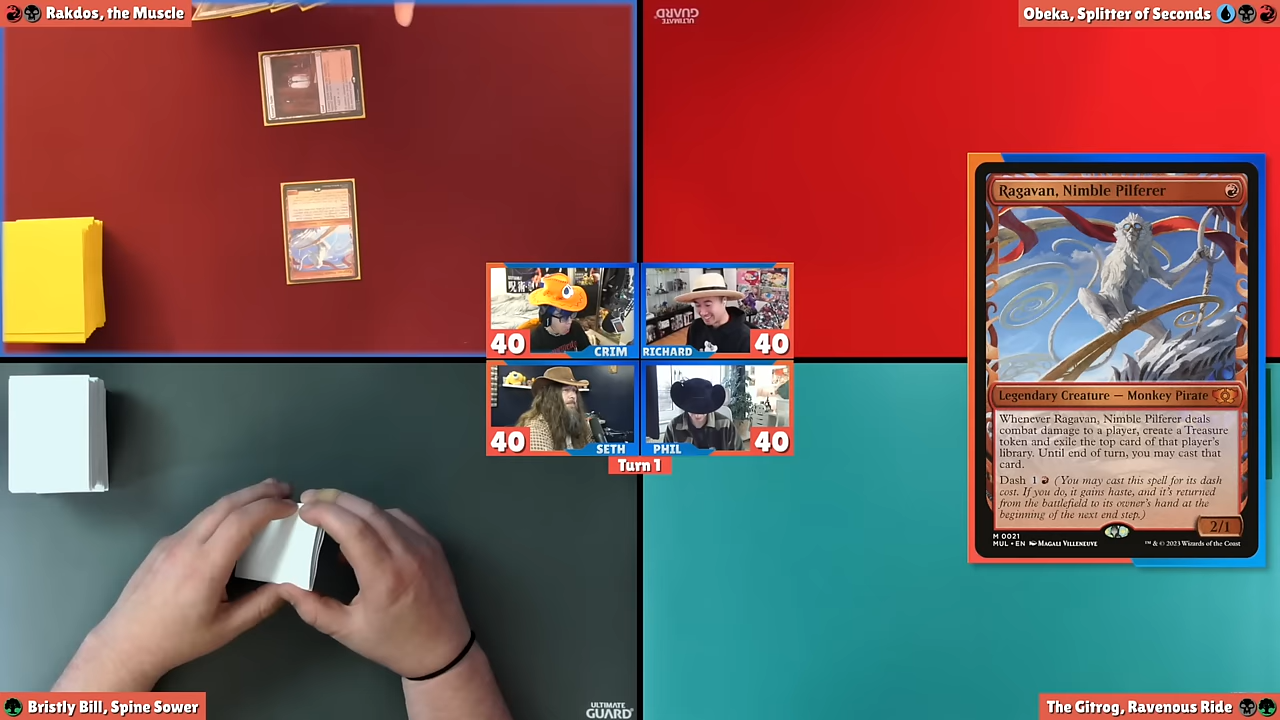 Rakdos, the Muscle
ULTIMATE
GUARD
Obeka, Splitter of Seconds
Ragavan, Nimble Pilferer
Legendary Creature — Monkey Pirate
Whenever Ragavan, Nimble Pilferer deals
combat damage to a player, create a Treasure
token and exile the top card of that player's
library. Until end of turn, you may cast that
card.
Dash 1 (You may cast this spell for its dash
cost. If you do, it gains haste, and it's returned
from the battlefield to its owner's hand at the
beginning of the next end step.)
2/1
M 0021
MUL • EN MAGALI VILLENEUVE
™ & © 2023 Wizards of the Coast
40
CRIM
RICHARD
40
40
SETH
PHIL
40
Turn 1
Bristly Bill, Spine Sower
ULTIMATE
GUARD
The Gitrog, Ravenous Ride